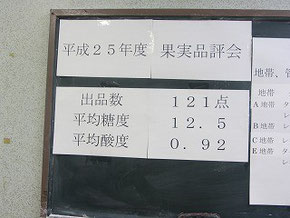 平成２５年度 果実品評会
出品数 １２１点
平均糖度 １２．５
平均酸度 ０．９２
地帯、
地帯
A地帯
B地帯
C地帯
E地帯